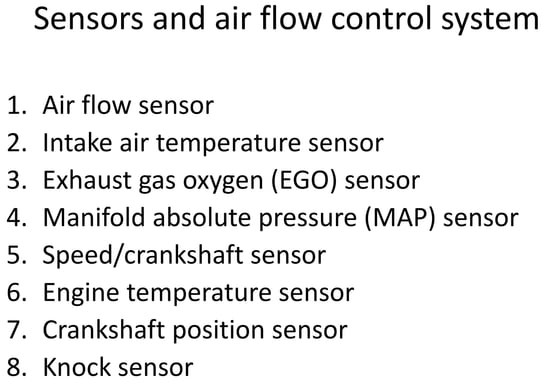 Sensors and air flow control system
1. Air flow sensor
2. Intake air temperature sensor
3. Exhaust gas oxygen (EGO) sensor
4. Manifold absolute pressure (MAP) sensor
5. Speed/crankshaft sensor
6. Engine temperature sensor
7. Crankshaft position sensor
8. Knock sensor